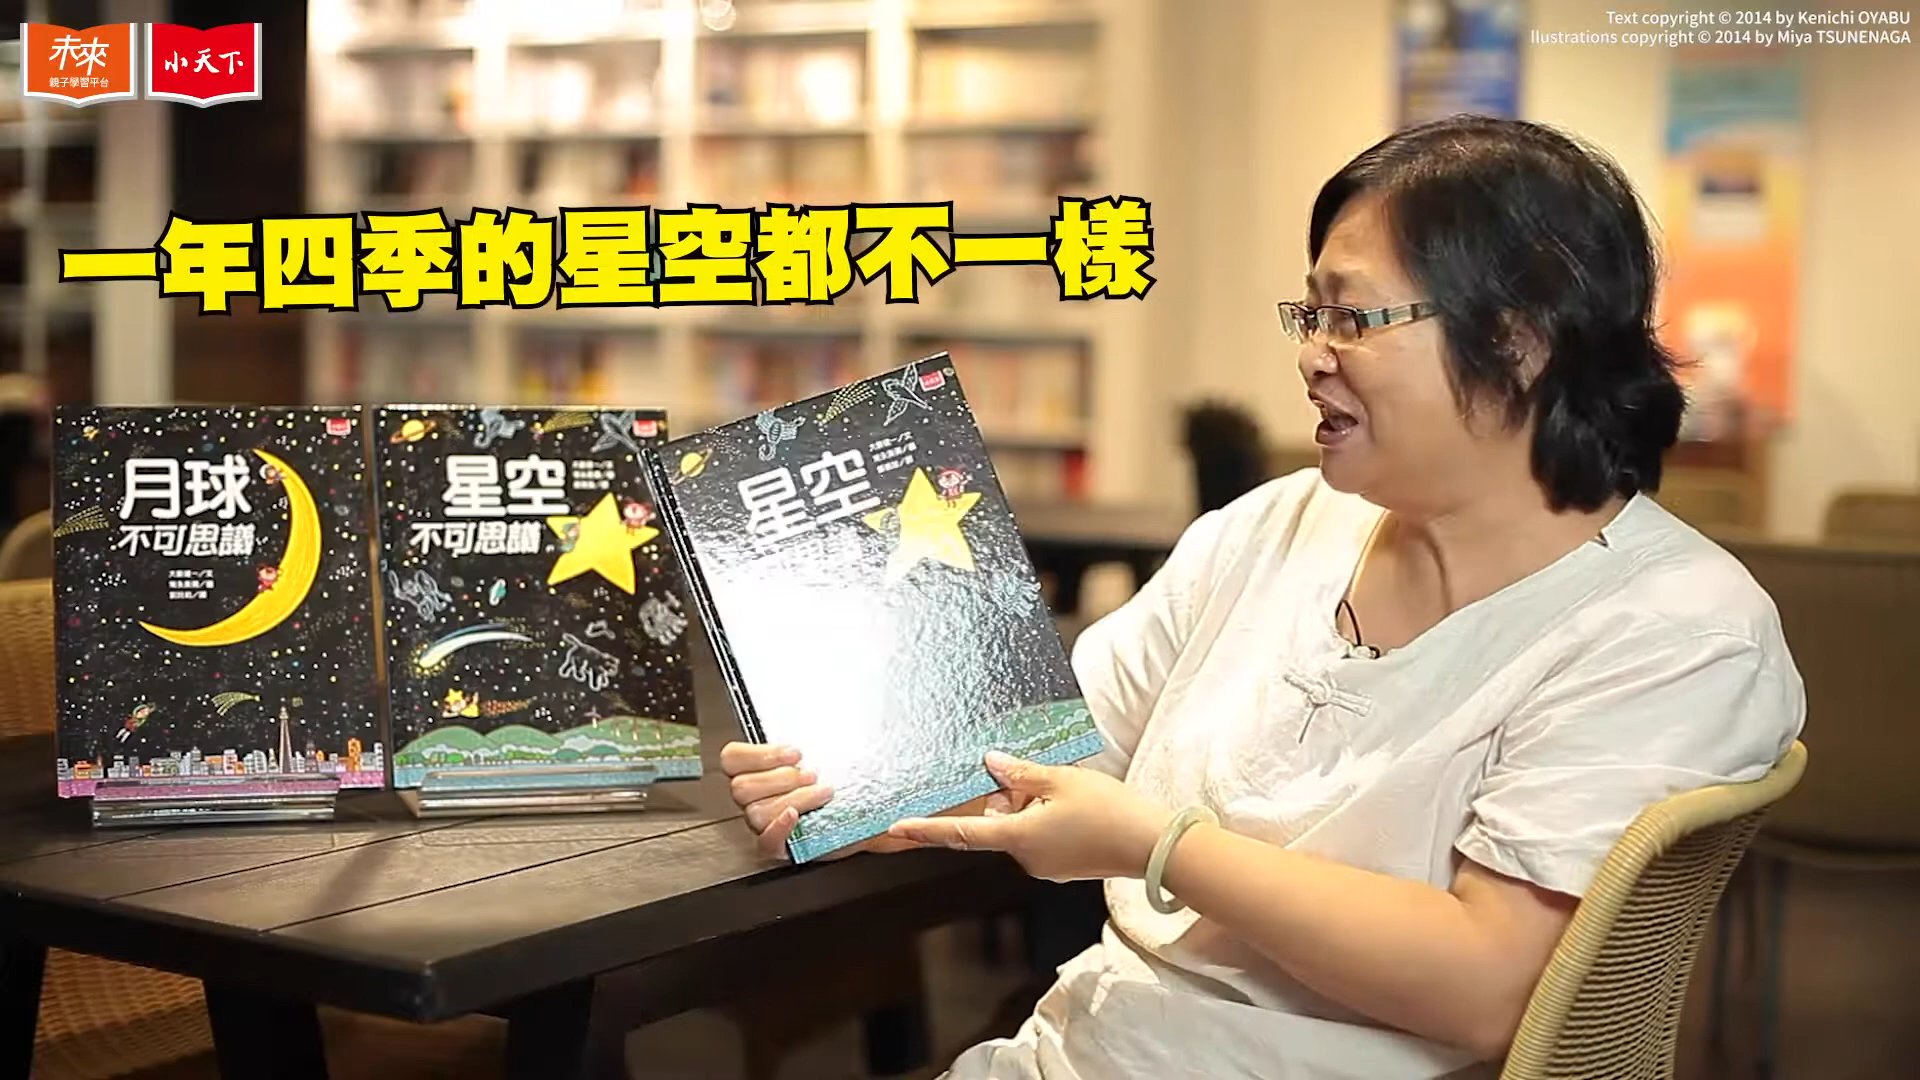 未來
親子學習平台
小天下
Text copyright © 2014 by Kenichi OYABU
llustrations copyright © 2014 by Miya TSUNENAGA
一年四季的星空都不一樣
月球
不可思議
星空
不可思議
星空